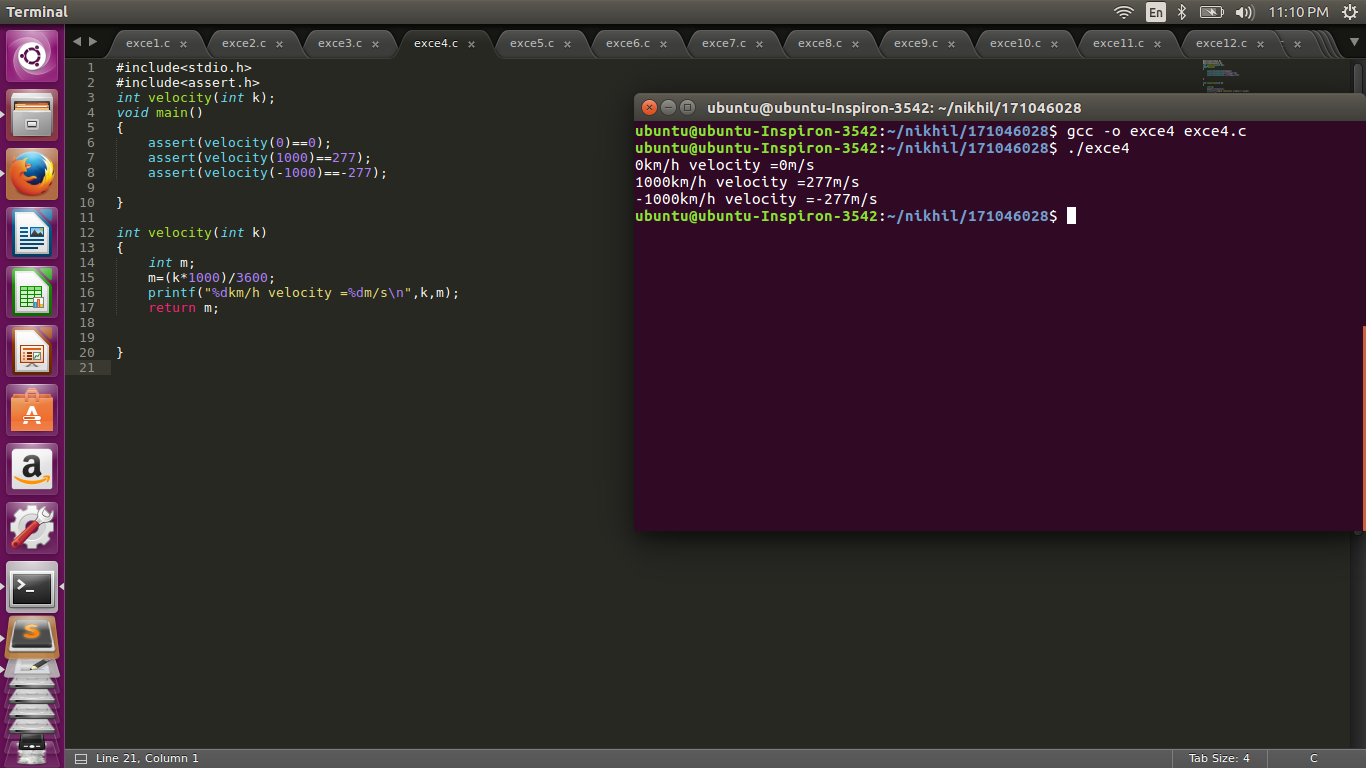 Terminal
En
11:10 PM
exce1.c × exce2.c × exce3.c × exce4.c × exce5.c × exce6.c × exce7.c × exce8.c × exce9.c × exce10.c × exce11.c × exce12.c × ×
1 #include<stdio.h>
2 #include<assert.h>
3 int velocity(int k);
4 void main()
5 {
6     assert(velocity(0)==0);
7     assert(velocity(1000)==277);
8     assert(velocity(-1000)==-277);
9
10 }
11
12 int velocity(int k)
13 {
14     int m;
15     m=(k*1000)/3600;
16     printf("%dkm/h velocity =%dm/s\n",k,m);
17     return m;
18
19
20 }
21
ubuntu@ubuntu-Inspiron-3542: ~/nikhil/171046028
ubuntu@ubuntu-Inspiron-3542:~/nikhil/171046028$ gcc -o exce4 exce4.c
ubuntu@ubuntu-Inspiron-3542:~/nikhil/171046028$ ./exce4
0km/h velocity =0m/s
1000km/h velocity =277m/s
-1000km/h velocity =-277m/s
ubuntu@ubuntu-Inspiron-3542:~/nikhil/171046028$
Line 21, Column 1
Tab Size: 4
C